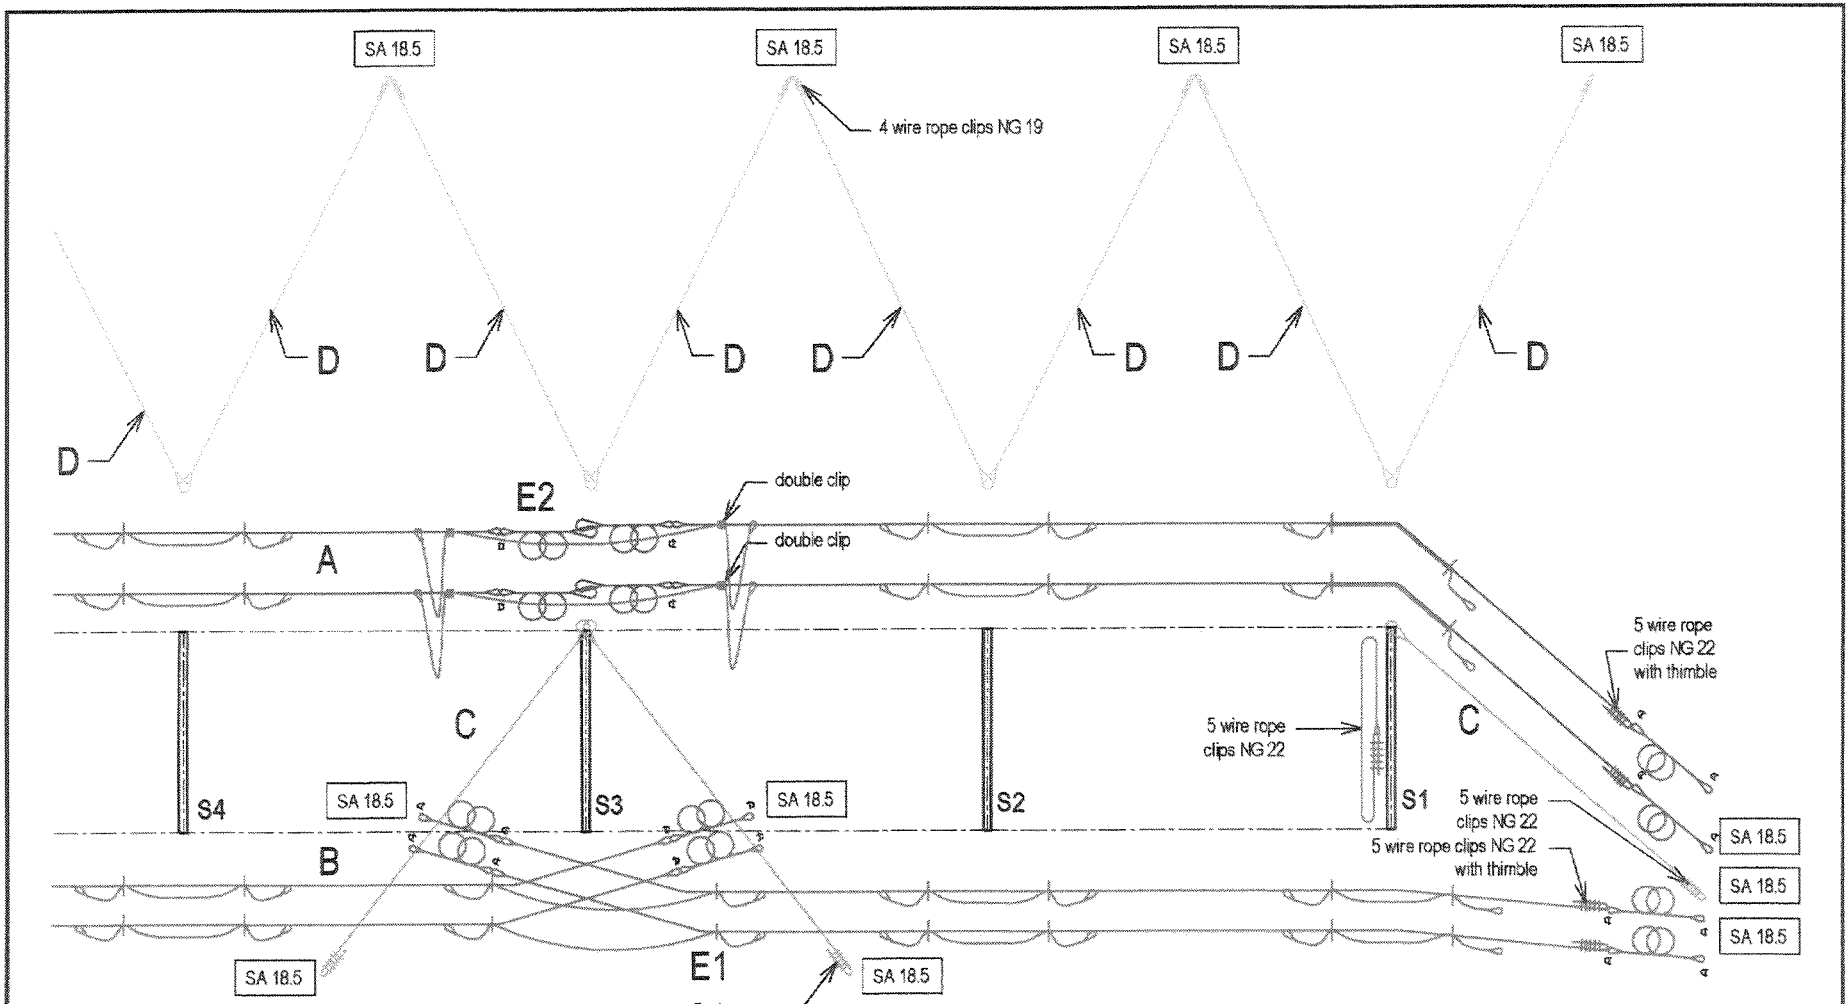 SA 18.5
SA 18.5
SA 18.5
SA 18.5
4 wire rope clips NG 19
D
D
D
D
D
D
D
D
E2
double clip
double clip
A
5 wire rope
clips NG 22
with thimble
C
5 wire rope
clips NG 22
C
SA 18.5
SA 18.5
S4
S3
S2
S1
5 wire rope
clips NG 22
5 wire rope clips NG 22
with thimble
SA 18.5
B
SA 18.5
SA 18.5
E1
SA 18.5
SA 18.5